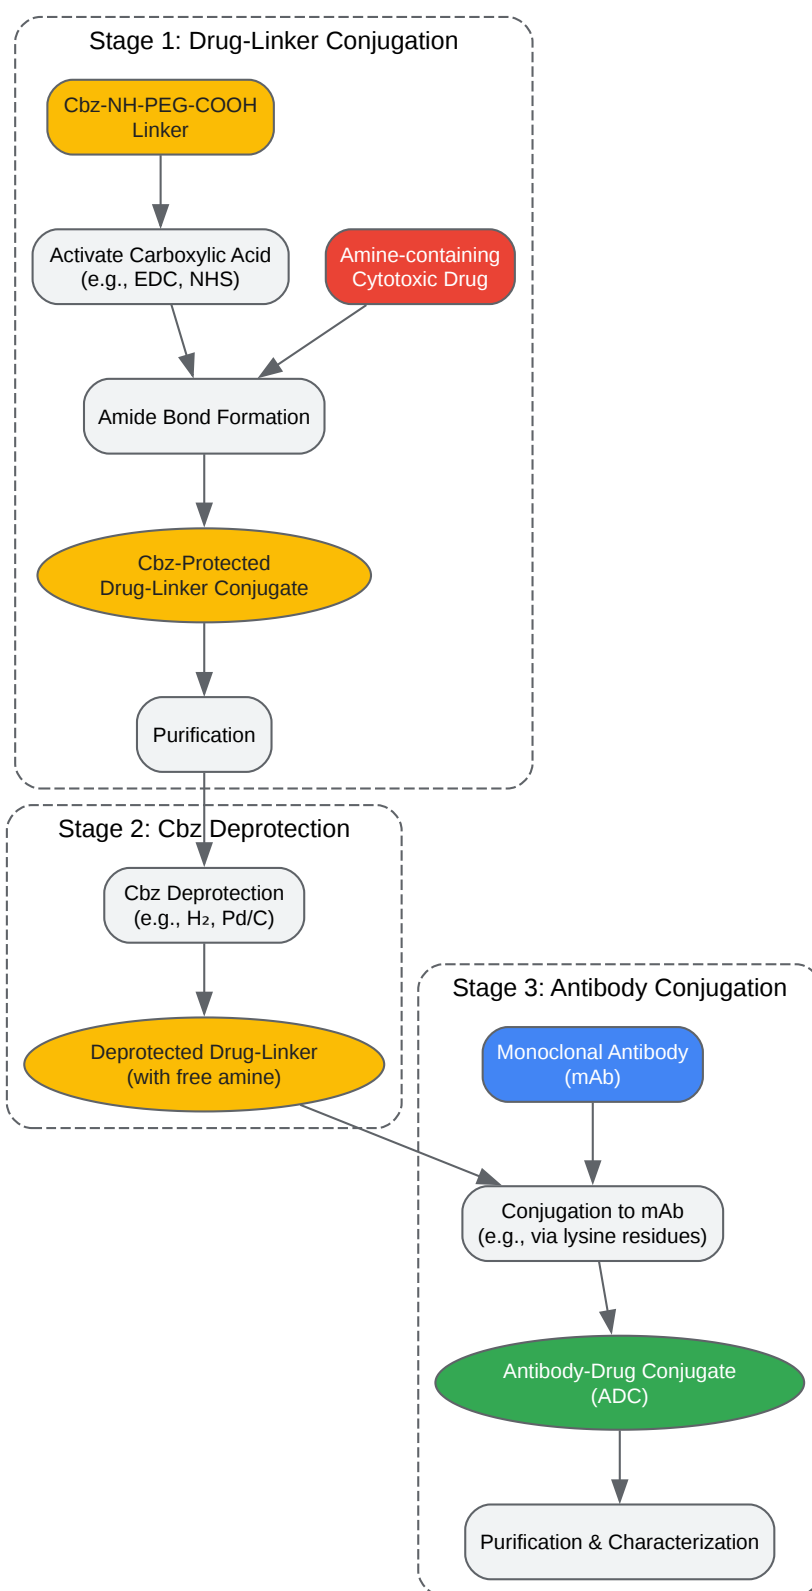 Stage 1: Drug-Linker Conjugation
Cbz-NH-PEG-COOH
Linker
Activate Carboxylic Acid
(e.g., EDC, NHS)
Amine-containing
Cytotoxic Drug
Amide Bond Formation
Cbz-Protected
Drug-Linker Conjugate
Purification
Stage 2: Cbz Deprotection
Cbz Deprotection
(e.g., H₂, Pd/C)
Deprotected Drug-Linker
(with free amine)
Stage 3: Antibody Conjugation
Monoclonal Antibody
(mAb)
Conjugation to mAb
(e.g., via lysine residues)
Antibody-Drug Conjugate
(ADC)
Purification & Characterization